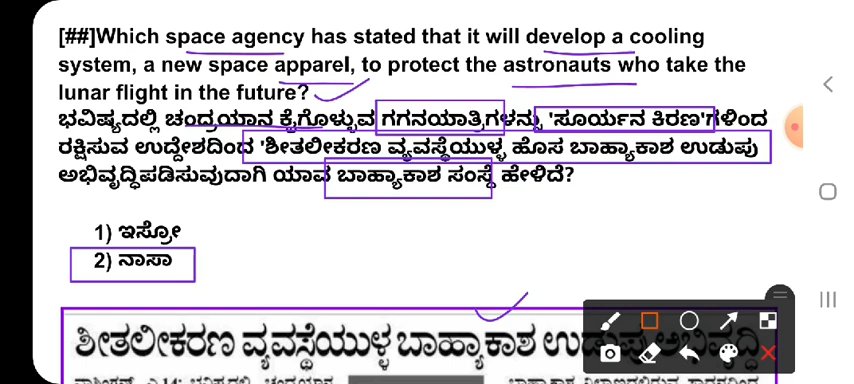 [##]Which space agency has stated that it will develop a cooling
system, a new space apparel, to protect the astronauts who take the
lunar flight in the future?
ಭವಿಷ್ಯದಲ್ಲಿ ಚಂದ್ರಯಾನ ಕೈಗೊಳ್ಳುವ ಗಗನಯಾತ್ರಿಗಳನ್ನು 'ಸೂರ್ಯನ ಕಿರಣ'ಗಳಿಂದ
ರಕ್ಷಿಸುವ ಉದ್ದೇಶದಿಂದ 'ಶೀತಲೀಕರಣ ವ್ಯವಸ್ಥೆಯುಳ್ಳ ಹೊಸ ಬಾಹ್ಯಾಕಾಶ ಉಡುಪು
ಅಭಿವೃದ್ಧಿಪಡಿಸುವುದಾಗಿ ಯಾವ ಬಾಹ್ಯಾಕಾಶ ಸಂಸ್ಥೆ ಹೇಳಿದೆ?
1) ಇಸ್ರೋ
2) ನಾಸಾ
ಶೀತಲೀಕರಣ ವ್ಯವಸ್ಥೆಯುಳ್ಳ ಬಾಹ್ಯಾಕಾಶ ಉಡುಪು ಅಭಿವೃದ್ಧಿ